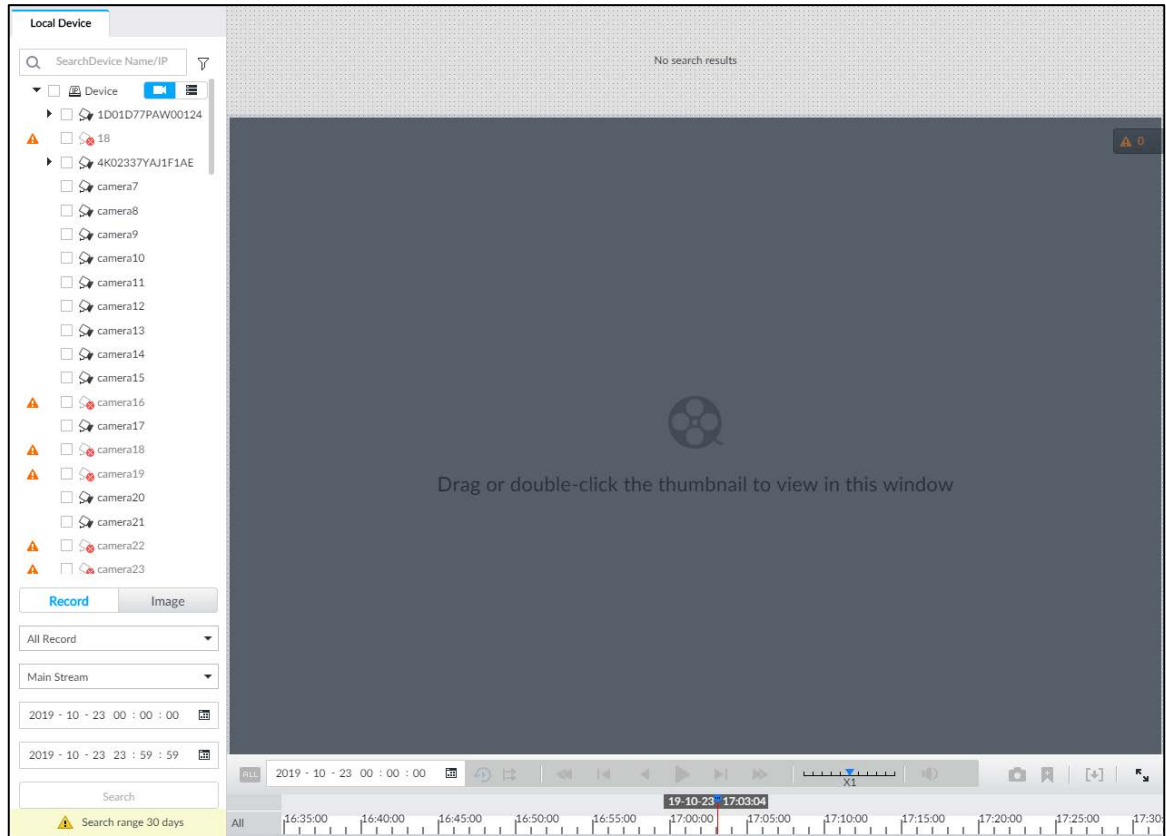 Local Device
SearchDevice Name/IP
Device
1D01D77PAW00124
18
4K02337YAJ1F1AE
camera7
camera8
camera9
camera10
camera11
camera12
camera13
camera14
camera15
camera16
camera17
camera18
camera19
camera20
camera21
camera22
camera23
Record Image
All Record
Main Stream
2019 - 10 - 23 00 : 00 : 00
2019 - 10 - 23 23 : 59 : 59
Search
Search range 30 days
No search results
0
Drag or double-click the thumbnail to view in this window
ALL 2019 - 10 - 23 00 : 00 : 00 X1
19-10-23 17:03:04
All 16:35:00 16:40:00 16:45:00 16:50:00 16:55:00 17:00:00 17:05:00 17:10:00 17:15:00 17:20:00 17:25:00 17:30